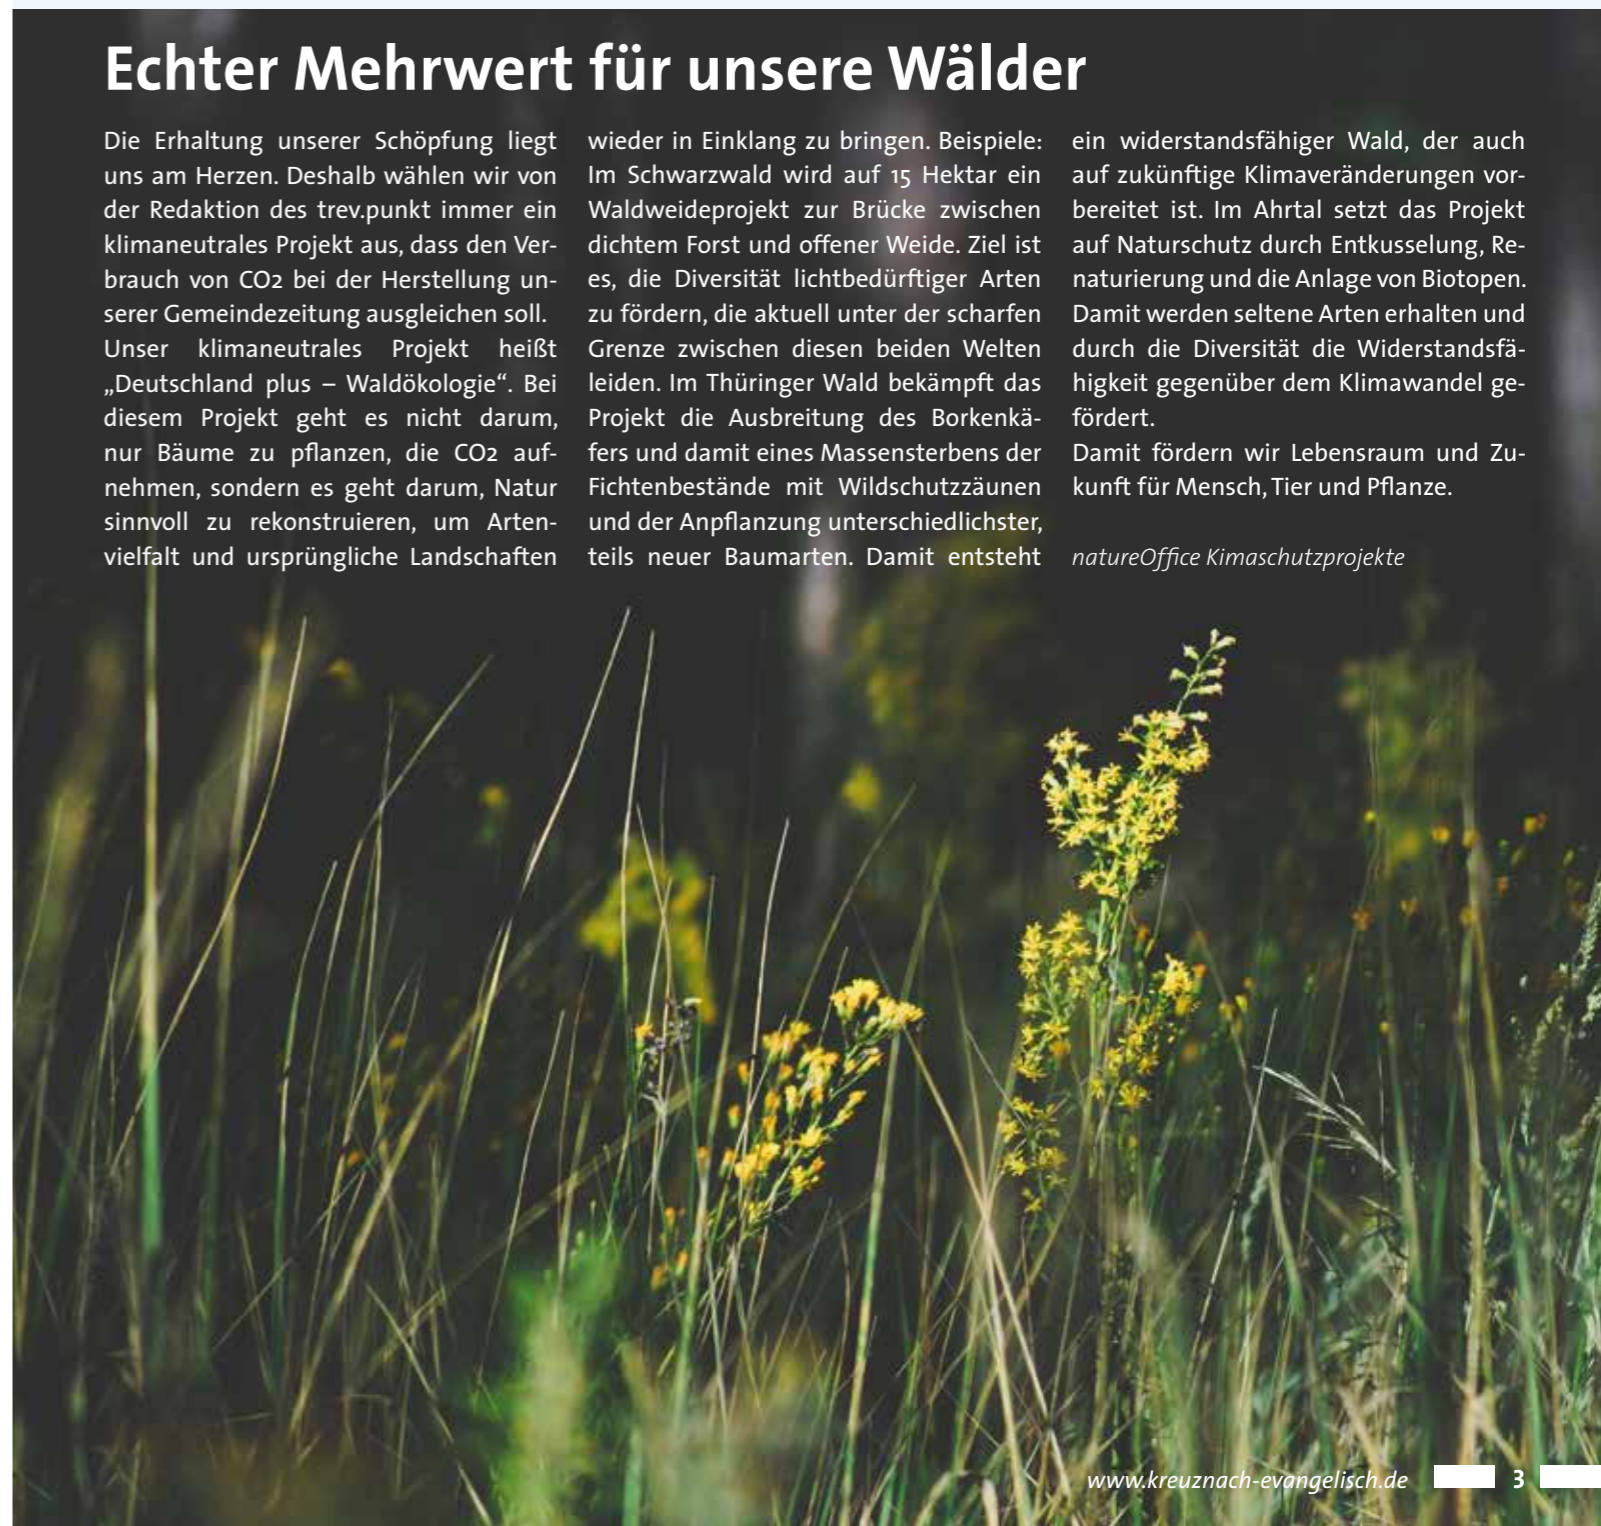 Echter Mehrwert für unsere Wälder
Die Erhaltung unserer Schöpfung liegt
uns am Herzen. Deshalb wählen wir von
der Redaktion des trev.punkt immer ein
klimaneutrales Projekt aus, dass den Ver-
brauch von CO2 bei der Herstellung un-
serer Gemeindezeitung ausgleichen soll.
Unser klimaneutrales Projekt heißt
„Deutschland plus – Waldökologie“. Bei
diesem Projekt geht es nicht darum,
nur Bäume zu pflanzen, die CO2 auf-
nehmen, sondern es geht darum, Natur
sinnvoll zu rekonstruieren, um Arten-
vielfalt und ursprüngliche Landschaften
wieder in Einklang zu bringen. Beispiele:
Im Schwarzwald wird auf 15 Hektar ein
Waldweideprojekt zur Brücke zwischen
dichtem Forst und offener Weide. Ziel ist
es, die Diversität lichtbedürftiger Arten
zu fördern, die aktuell unter der scharfen
Grenze zwischen diesen beiden Welten
leiden. Im Thüringer Wald bekämpft das
Projekt die Ausbreitung des Borkenkä-
fers und damit eines Massensterbens der
Fichtenbestände mit Wildschutzzäunen
und der Anpflanzung unterschiedlichster,
teils neuer Baumarten. Damit entsteht
ein widerstandsfähiger Wald, der auch
auf zukünftige Klimaveränderungen vor-
bereitet ist. Im Ahrtal setzt das Projekt
auf Naturschutz durch Entkusselung, Re-
naturierung und die Anlage von Biotopen.
Damit werden seltene Arten erhalten und
durch die Diversität die Widerstandsfä-
higkeit gegenüber dem Klimawandel ge-
fördert.
Damit fördern wir Lebensraum und Zu-
kunft für Mensch, Tier und Pflanze.
natureOffice Kimaschutzprojekte
www.kreuznach-evangelisch.de 3